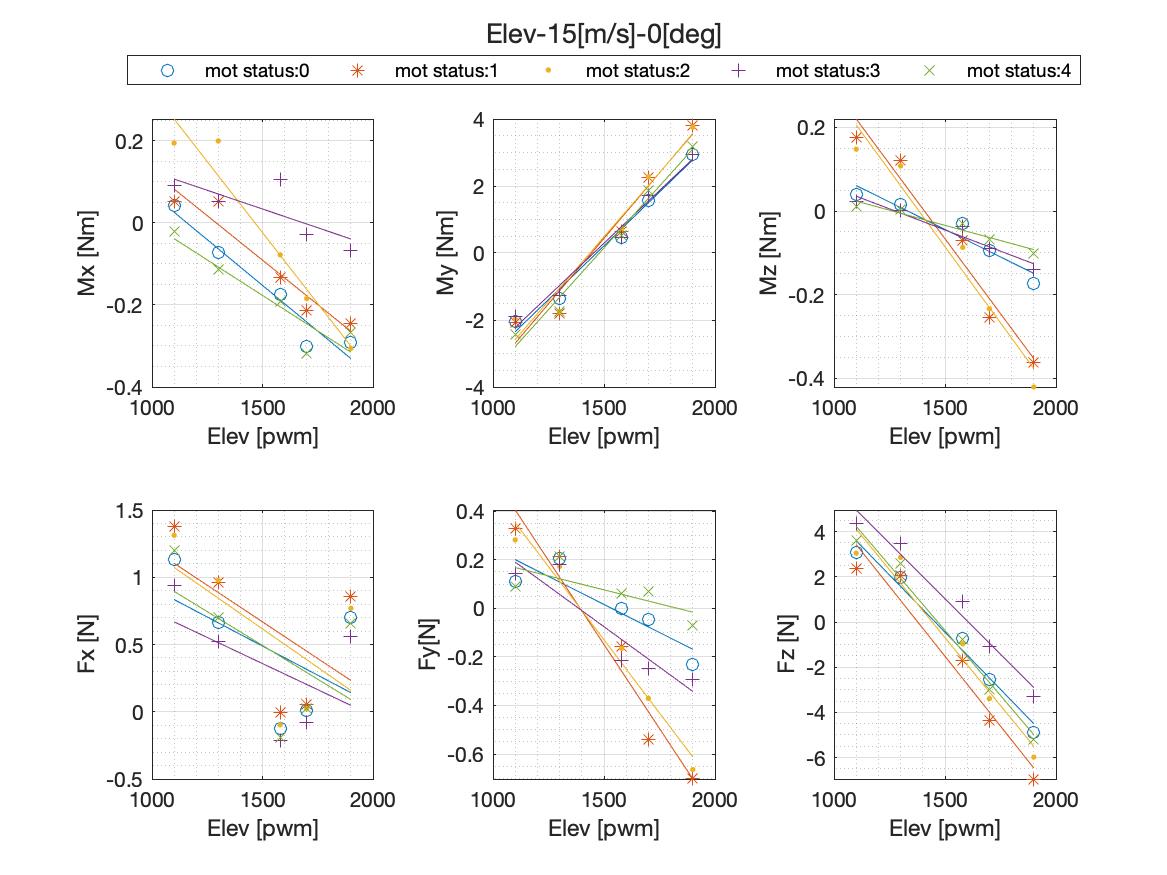 Elev-15[m/s]-0[deg]
mot status:0 mot status:1 mot status:2 mot status:3 mot status:4
Mx [Nm]
0.2
0
-0.2
-0.4
1000 1500 2000
Elev [pwm]
My [Nm]
4
2
0
-2
-4
1000 1500 2000
Elev [pwm]
Mz [Nm]
0.2
0
-0.2
-0.4
1000 1500 2000
Elev [pwm]
Fx [N]
1.5
1
0.5
0
-0.5
1000 1500 2000
Elev [pwm]
Fy[N]
0.4
0.2
0
-0.2
-0.4
-0.6
1000 1500 2000
Elev [pwm]
Fz [N]
4
2
0
-2
-4
-6
1000 1500 2000
Elev [pwm]